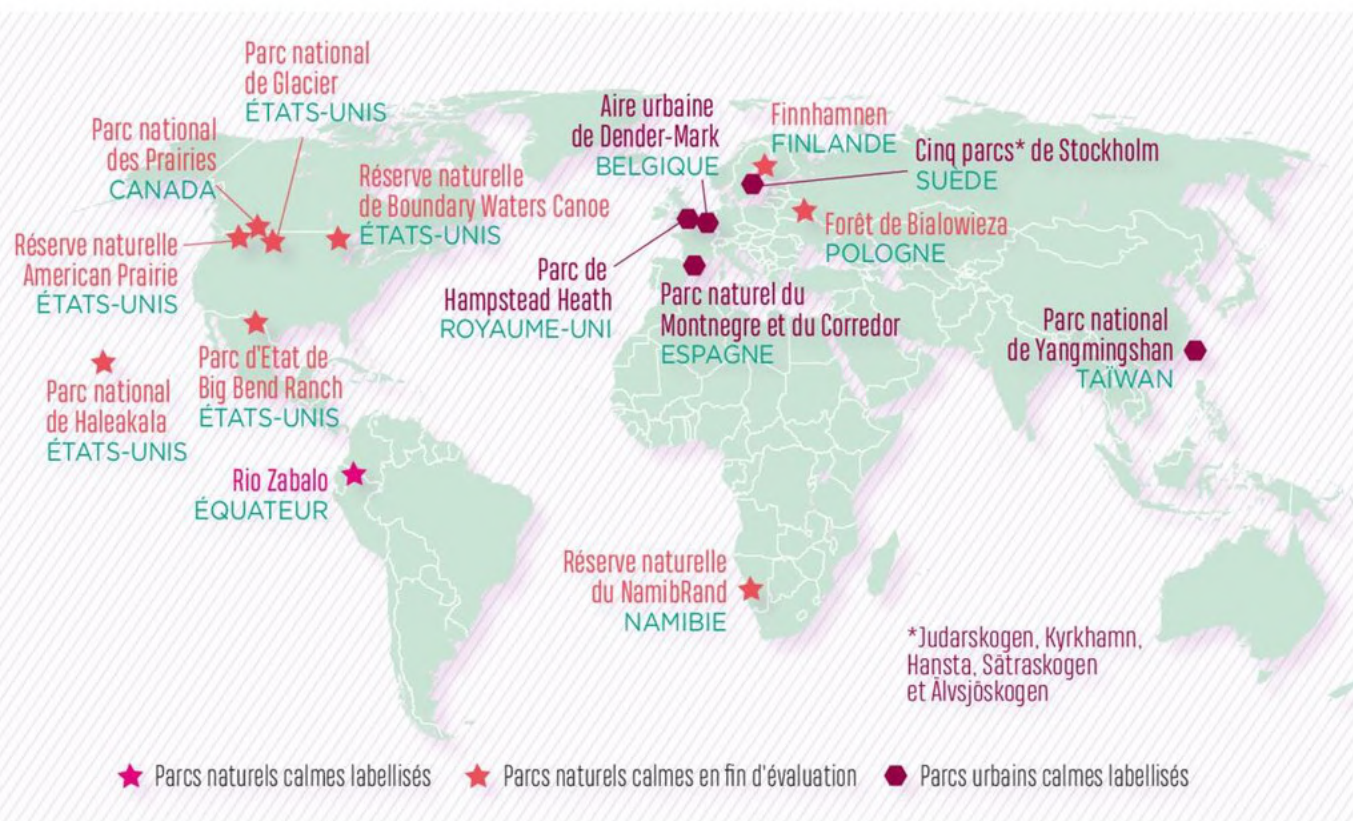 Parc national
de Glacier
ÉTATS-UNIS
Parc national
des Prairies
CANADA
Réserve naturelle
de Boundary Waters Canoe
ÉTATS-UNIS
Réserve naturelle
American Prairie
ÉTATS-UNIS
Parc d'Etat de
Big Bend Ranch
ÉTATS-UNIS
Parc national
de Haleakala
ÉTATS-UNIS
Rio Zabalo
ÉQUATEUR
Aire urbaine
de Dender-Mark
BELGIQUE
Finnhamnen
FINLANDE
Cinq parcs* de Stockholm
SUÈDE
Forêt de Bialowieza
POLOGNE
Parc de
Hampstead Heath
ROYAUME-UNI
Parc naturel du
Montnegre et du Corredor
ESPAGNE
Parc national
de Yangmingshan
TAÏWAN
Réserve naturelle
du NamibRand
NAMIBIE
*Judarskogen, Kyrkhamn,
Hansta, Sätraskogen
et Älvsjöskogen
Parcs naturels calmes labellisés
Parcs naturels calmes en fin d'évaluation
Parcs urbains calmes labellisés